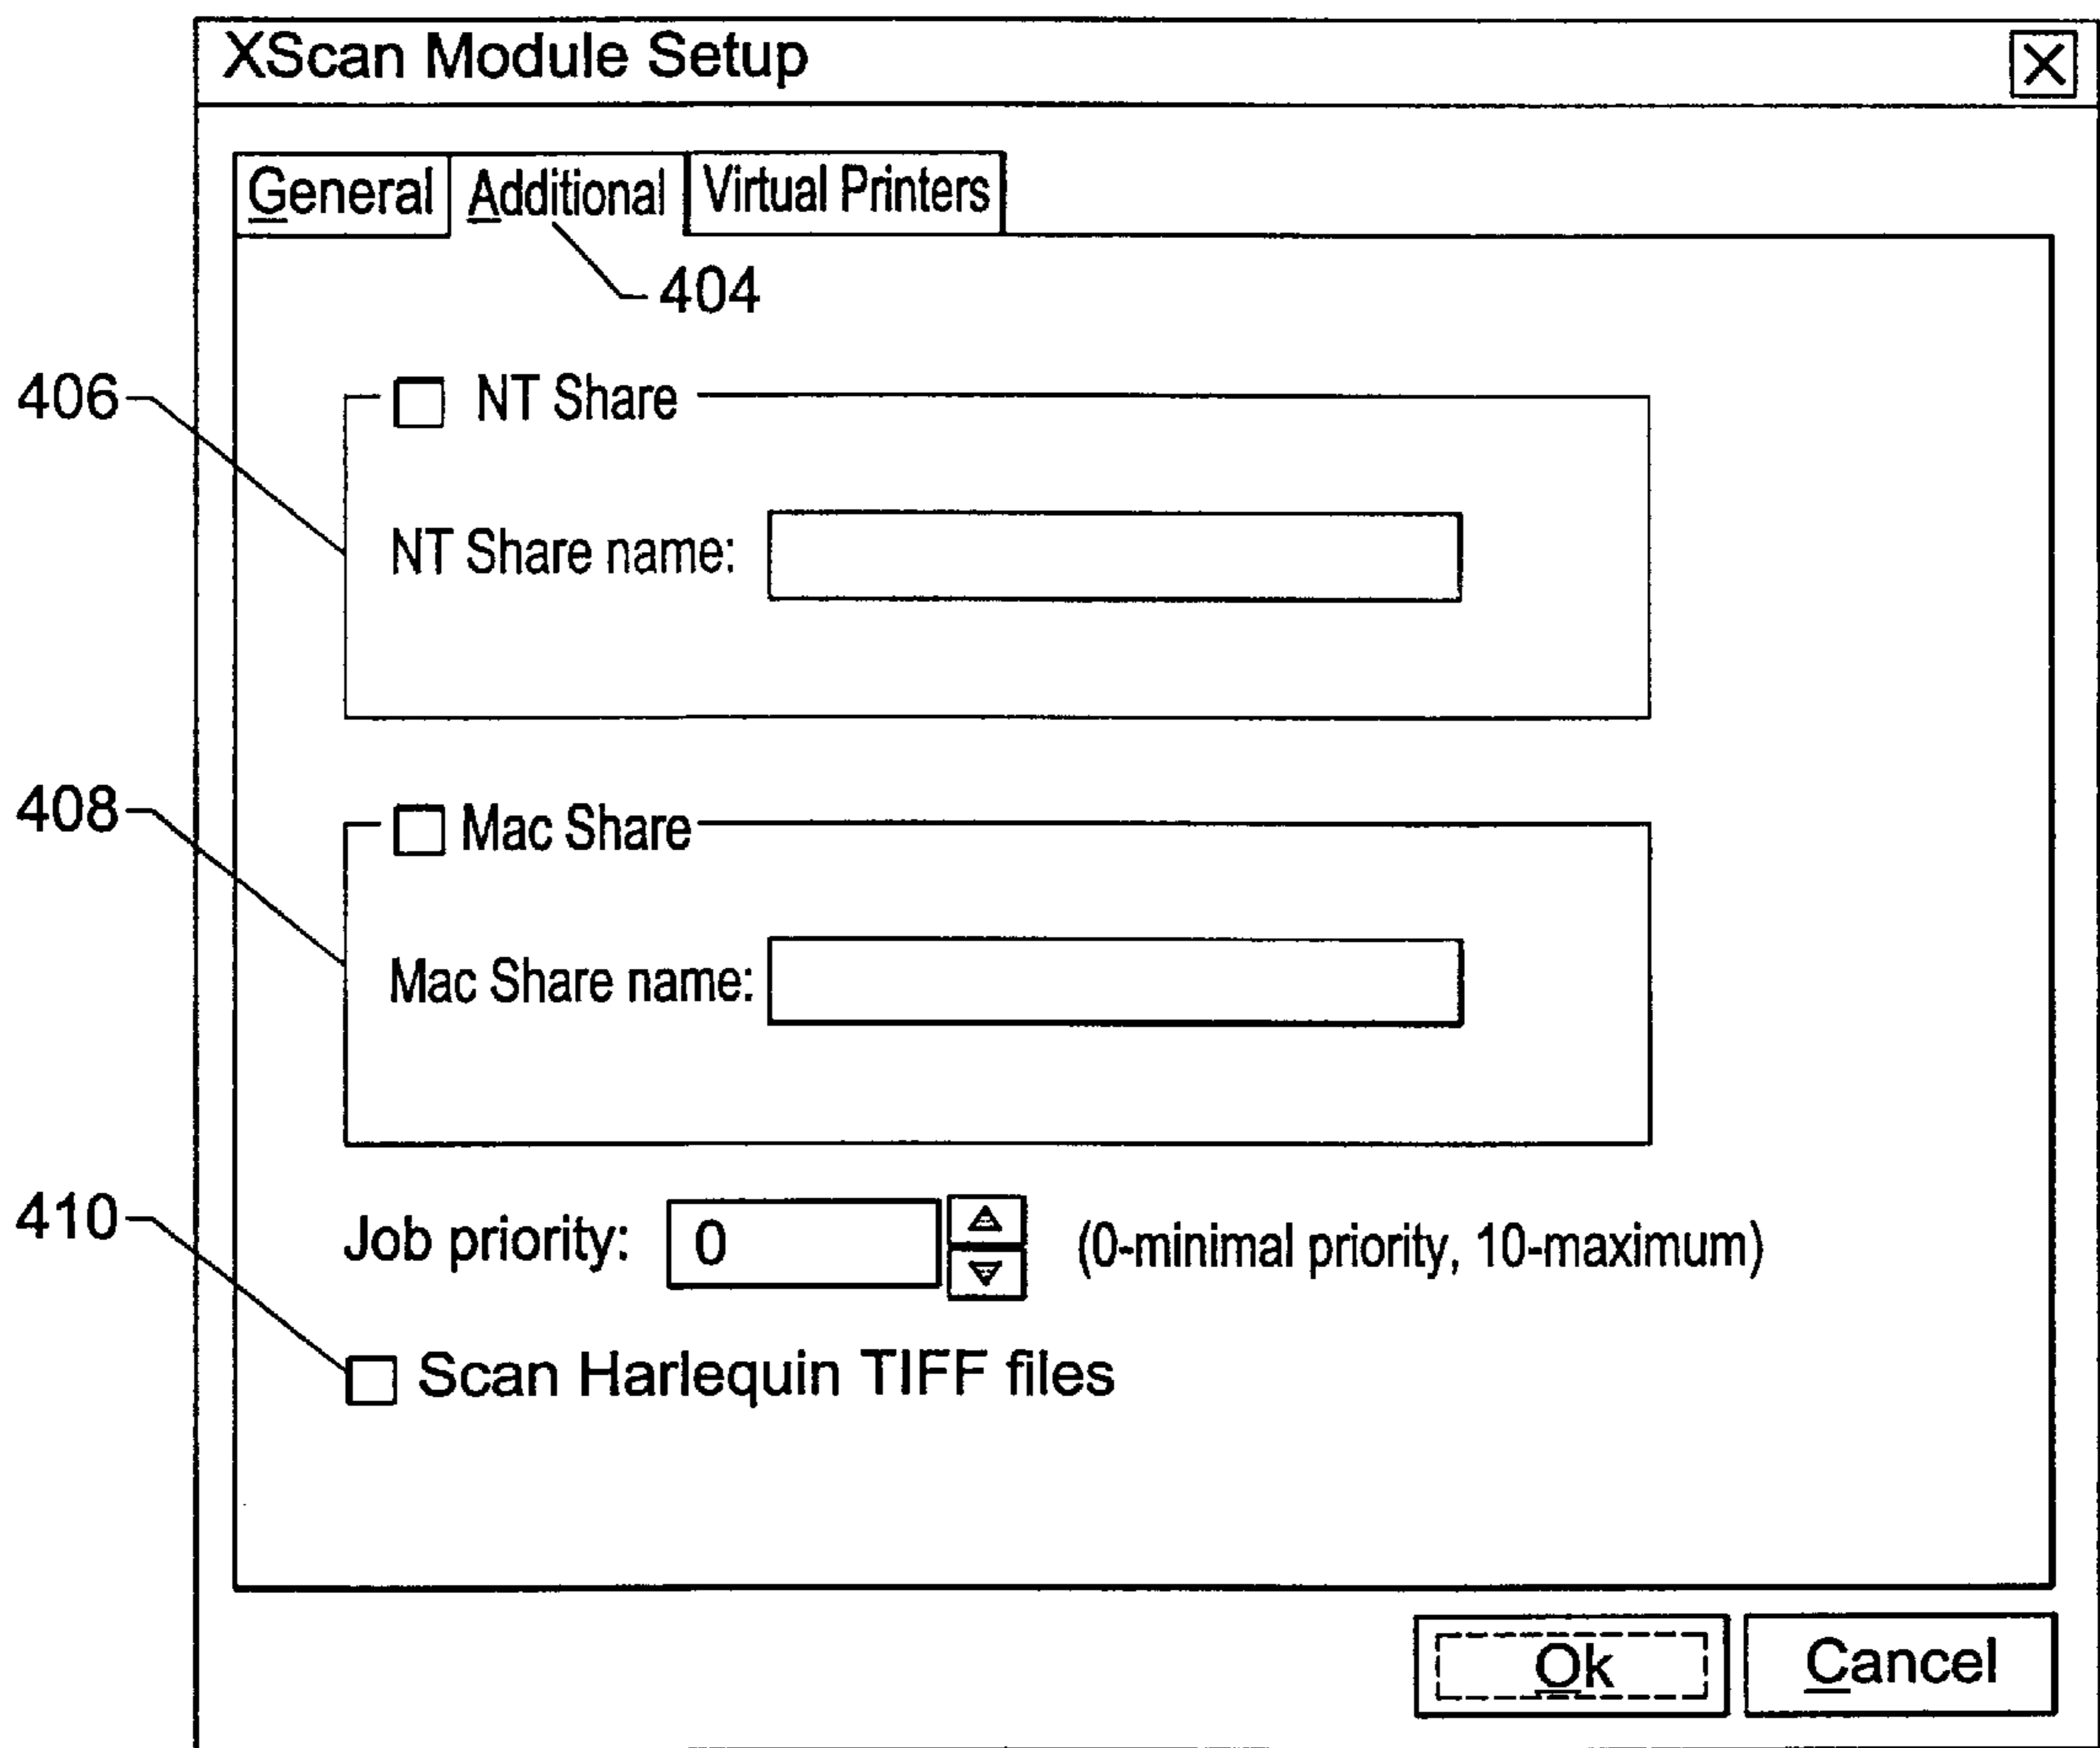 XScan Module Setup
General Additional Virtual Printers
404
406
NT Share
NT Share name:
408
Mac Share
Mac Share name:
410
Job priority: 0 (0-minimal priority, 10-maximum)
Scan Harlequin TIFF files
Ok Cancel